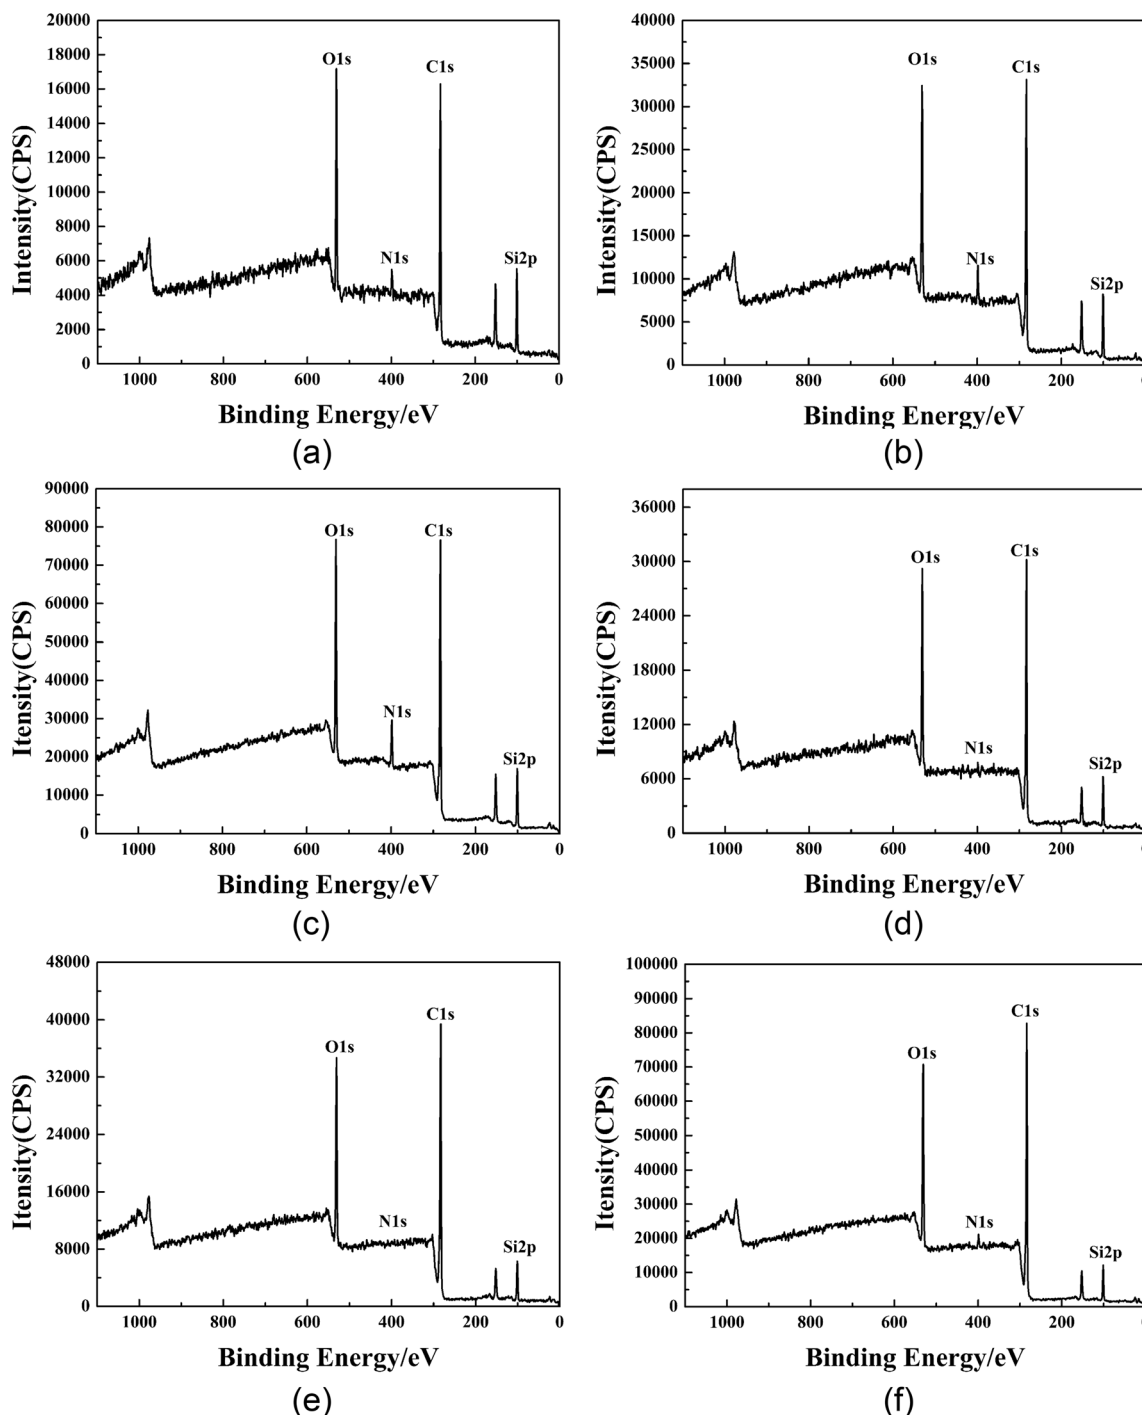 20000
18000
16000
14000
12000
10000
8000
6000
4000
2000
0
Intensity(CPS)
O1s
C1s
N1s
Si2p
1000 800 600 400 200 0
Binding Energy/eV
(a)
40000
35000
30000
25000
20000
15000
10000
5000
0
Intensity(CPS)
O1s
C1s
N1s
Si2p
1000 800 600 400 200
Binding Energy/eV
(b)
90000
80000
70000
60000
50000
40000
30000
20000
10000
0
Itensity(CPS)
O1s
C1s
N1s
Si2p
1000 800 600 400 200 0
Binding Energy/eV
(c)
36000
30000
24000
18000
12000
6000
0
Itensity(CPS)
O1s
C1s
N1s
Si2p
1000 800 600 400 200
Binding Energy/eV
(d)
48000
40000
32000
24000
16000
8000
0
Itensity(CPS)
O1s
C1s
N1s
Si2p
1000 800 600 400 200 0
Binding Energy/eV
(e)
100000
90000
80000
70000
60000
50000
40000
30000
20000
10000
0
Itensity(CPS)
O1s
C1s
N1s
Si2p
1000 800 600 400 200
Binding Energy/eV
(f)